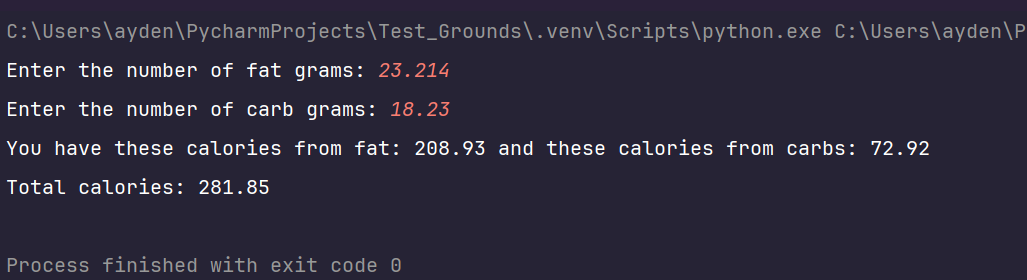 C:\Users\ayden\PycharmProjects\Test_Grounds\.venv\Scripts\python.exe C:\Users\ayden\P
Enter the number of fat grams: 23.214
Enter the number of carb grams: 18.23
You have these calories from fat: 208.93 and these calories from carbs: 72.92
Total calories: 281.85
Process finished with exit code 0